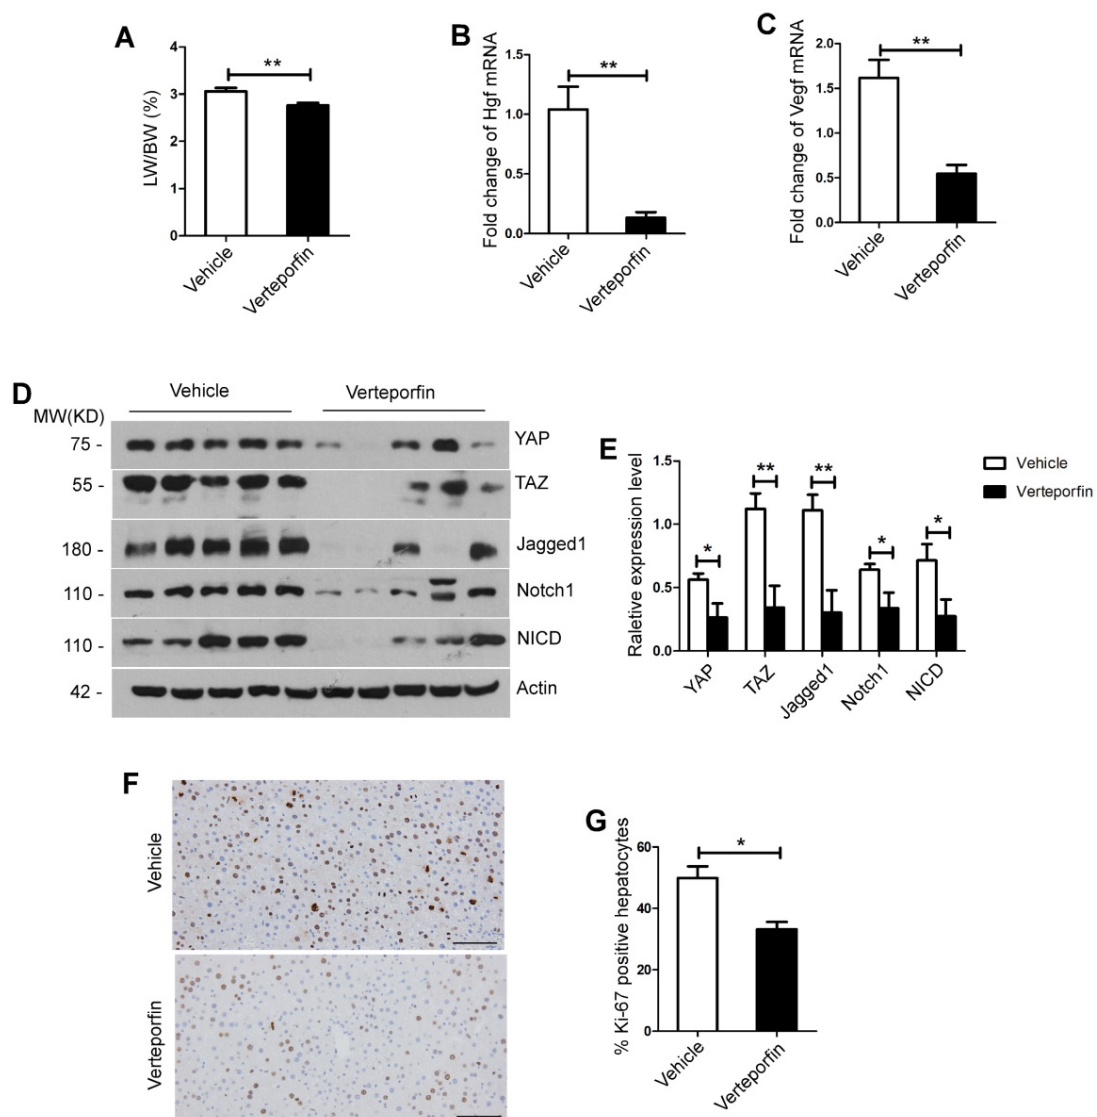 A
LW/BW (%)
4
3
2
1
0
**
Vehicle
Verteporfin
B
Fold change of Hgf mRNA
1.5
1.0
0.5
0.0
**
Vehicle
Verteporfin
C
Fold change of Vegf mRNA
2.0
1.5
1.0
0.5
0.0
**
Vehicle
Verteporfin
D
Vehicle
Verteporfin
MW(KD)
75 - YAP
55 - TAZ
180 - Jagged1
110 - Notch1
110 - NICD
42 - Actin
E
Raletive expression level
1.5
1.0
0.5
0.0
*
**
**
*
*
YAP
TAZ
Jagged1
Notch1
NICD
Vehicle
Verteporfin
F
Vehicle
Verteporfin
G
% Ki-67 positive hepatocytes
60
40
20
0
*
Vehicle
Verteporfin